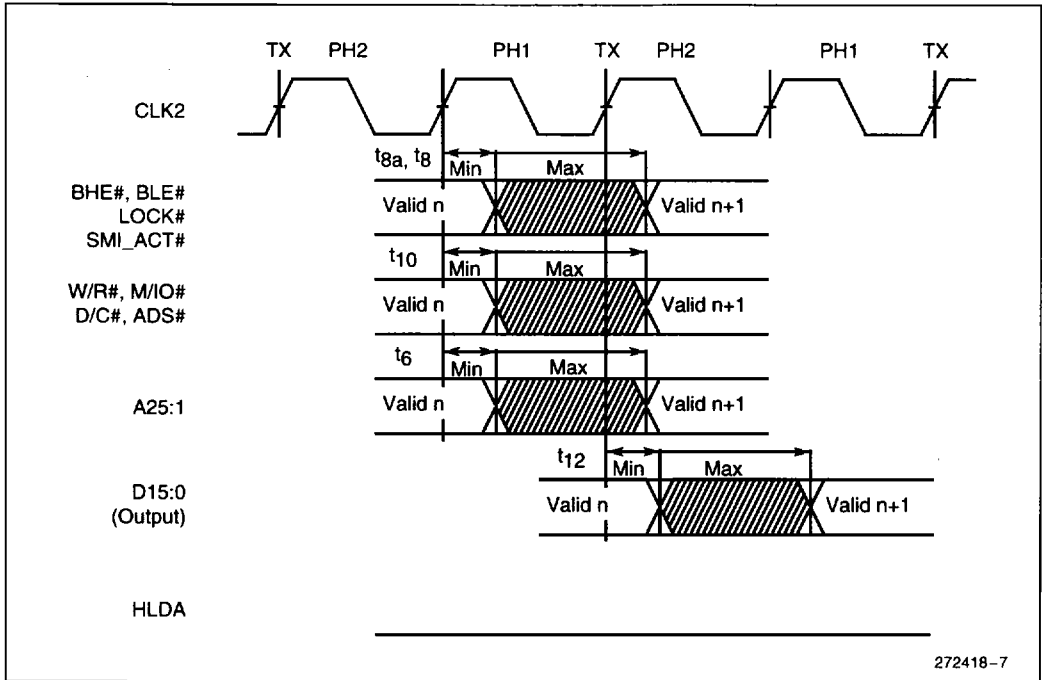 TX PH2 PH1 TX PH2 PH1 TX
CLK2
t8a, t8
Min Max
BHE#, BLE#
LOCK#
SMI_ACT#
Valid n Valid n+1
t10
Min Max
W/R#, M/IO#
D/C#, ADS#
Valid n Valid n+1
t6
Min Max
A25:1
Valid n Valid n+1
t12
Min Max
D15:0
(Output)
Valid n Valid n+1
HLDA
272418-7